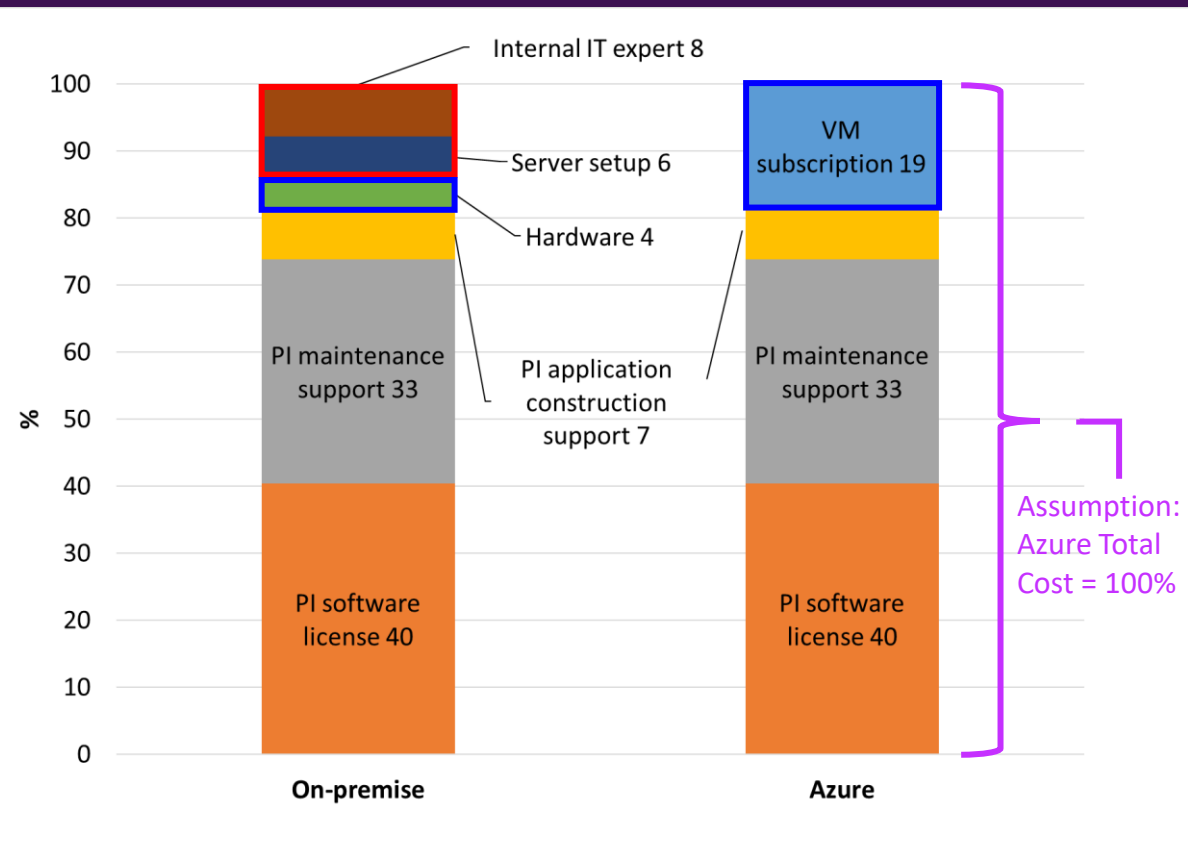 Internal IT expert 8
100
90
80
70
60
50
40
30
20
10
0
%
Server setup 6
Hardware 4
PI application
construction
support 7
PI maintenance
support 33
PI software
license 40
On-premise
VM
subscription 19
PI maintenance
support 33
PI software
license 40
Azure
Assumption:
Azure Total
Cost = 100%